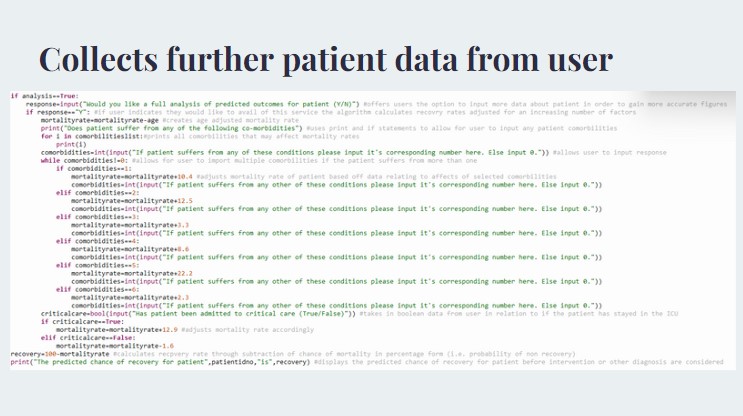 Collects further patient data from user
if analysis==True:
response=input("Would you like a full analysis of predicted outcomes for patient (Y/N)") #offers users the option to input more data about patient in order to gain more accurate figures
if response=="Y": #if user indicates they would like to avail of this service the algorithm calculates recovry rates adjusted for an increasing number of factors
mortalityrate=mortalityrate-age #creates age adjusted mortality rate
print("Does patient suffer from any of the following co-morbidities") #uses print and if statements to allow for user to input any patient comorbilities
for i in comorbilitieslist:#prints all comorbilities that may affect mortality rate
print(i)
comorbidities=int(input("If patient suffers from any of these conditions please input it's corresponding number here. Else input 0.")) #allows user to input response
while comorbidities!=0: #allows for user to import multiple comorbilities if the patient suffers from more than one
if comorbidities==1:
mortalityrate=mortalityrate+10.4 #adjusts mortality rate of patient based off data relating to affects of selected comorbilities
comorbidities=int(input("If patient suffers from any other of these conditions please input it's corresponding number here. Else input 0."))
elif comorbidities==2:
mortalityrate=mortalityrate+12.5
comorbidities=int(input("If patient suffers from any other of these conditions please input it's corresponding number here. Else input 0."))
elif comorbidities==3:
mortalityrate=mortalityrate+3.3
comorbidities=int(input("If patient suffers from any other of these conditions please input it's corresponding number here. Else input 0."))
elif comorbidities==4:
mortalityrate=mortalityrate+8.6
comorbidities=int(input("If patient suffers from any other of these conditions please input it's corresponding number here. Else input 0."))
elif comorbidities==5:
mortalityrate=mortalityrate+22.2
comorbidities=int(input("If patient suffers from any other of these conditions please input it's corresponding number here. Else input 0."))
elif comorbidities==6:
mortalityrate=mortalityrate+2.3
comorbidities=int(input("If patient suffers from any other of these conditions please input it's corresponding number here. Else input 0."))
criticalcare=bool(input("Has patient been admitted to critical care (True/False)")) #takes in boolean data from user in relation to if the patient has stayed in the ICU
if criticalcare==True:
mortalityrate=mortalityrate+12.9 #adjusts mortality rate accordingly
elif criticalcare==False:
mortalityrate=mortalityrate-1.6
recovery=100-mortalityrate #calculates recovery rate through subtraction of chance of mortality in percentage form (i.e. probability of non recovery)
print("The predicted chance of recovery for patient",patientidno,"is",recovery) #displays the predicted chance of recovery for patient before intervention or other diagnosis are considered